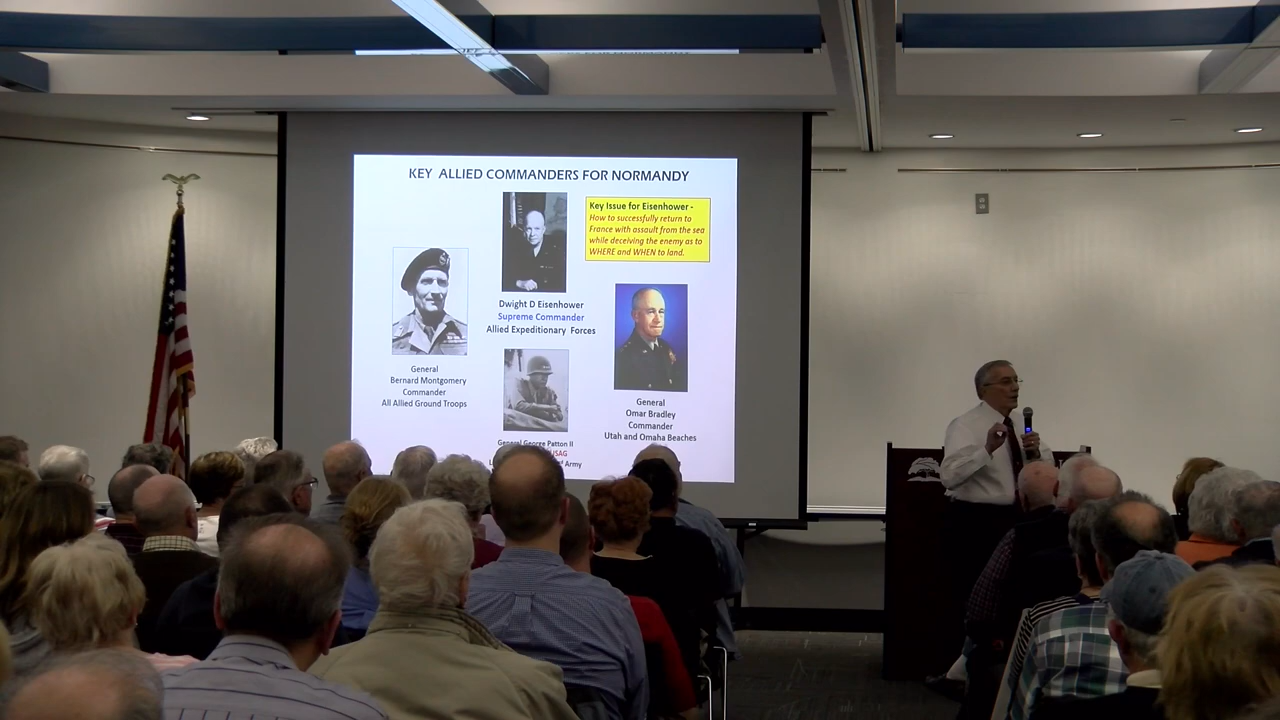 KEY ALLIED COMMANDERS FOR NORMANDY
Key Issue for Eisenhower -
How to successfully return to
France with assault from the sea
while deceiving the enemy as to
WHERE and WHEN to land.
Dwight D Eisenhower
Supreme Commander
Allied Expeditionary Forces
General
Bernard Montgomery
Commander
All Allied Ground Troops
General
Omar Bradley
Commander
Utah and Omaha Beaches
General George Patton II
Army